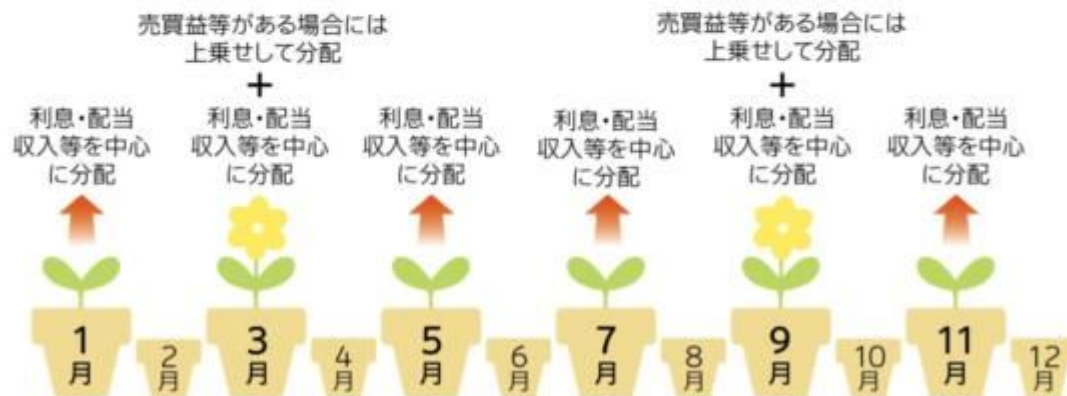 売買益等がある場合には
上乗せして分配
+
売買益等がある場合には
上乗せして分配
+
利息・配当
収入等を中心
に分配
利息・配当
収入等を中心
に分配
利息・配当
収入等を中心
に分配
利息・配当
収入等を中心
に分配
利息・配当
収入等を中心
に分配
利息・配当
収入等を中心
に分配
1
月
2
月
3
月
4
月
5
月
6
月
7
月
8
月
9
月
10
月
11
月
12
月